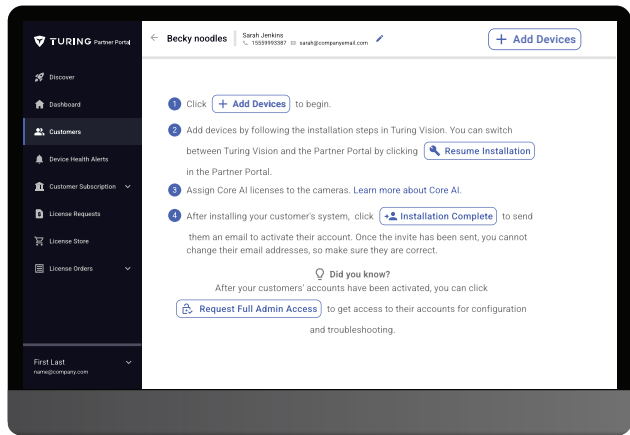 TURING Partner Portal
Discover
Dashboard
Customers
Device Health Alerts
Customer Subscription
License Requests
License Store
License Orders
First Last
name@company.com
Becky noodles
Sarah Jenkins
15559993387 sarah@companyemail.com
+ Add Devices
1 Click + Add Devices to begin.
2 Add devices by following the installation steps in Turing Vision. You can switch
between Turing Vision and the Partner Portal by clicking Resume Installation
in the Partner Portal.
3 Assign Core AI licenses to the cameras. Learn more about Core AI.
4 After installing your customer's system, click Installation Complete to send
them an email to activate their account. Once the invite has been sent, you cannot
change their email addresses, so make sure they are correct.
Did you know?
After your customers' accounts have been activated, you can click
Request Full Admin Access to get access to their accounts for configuration
and troubleshooting.